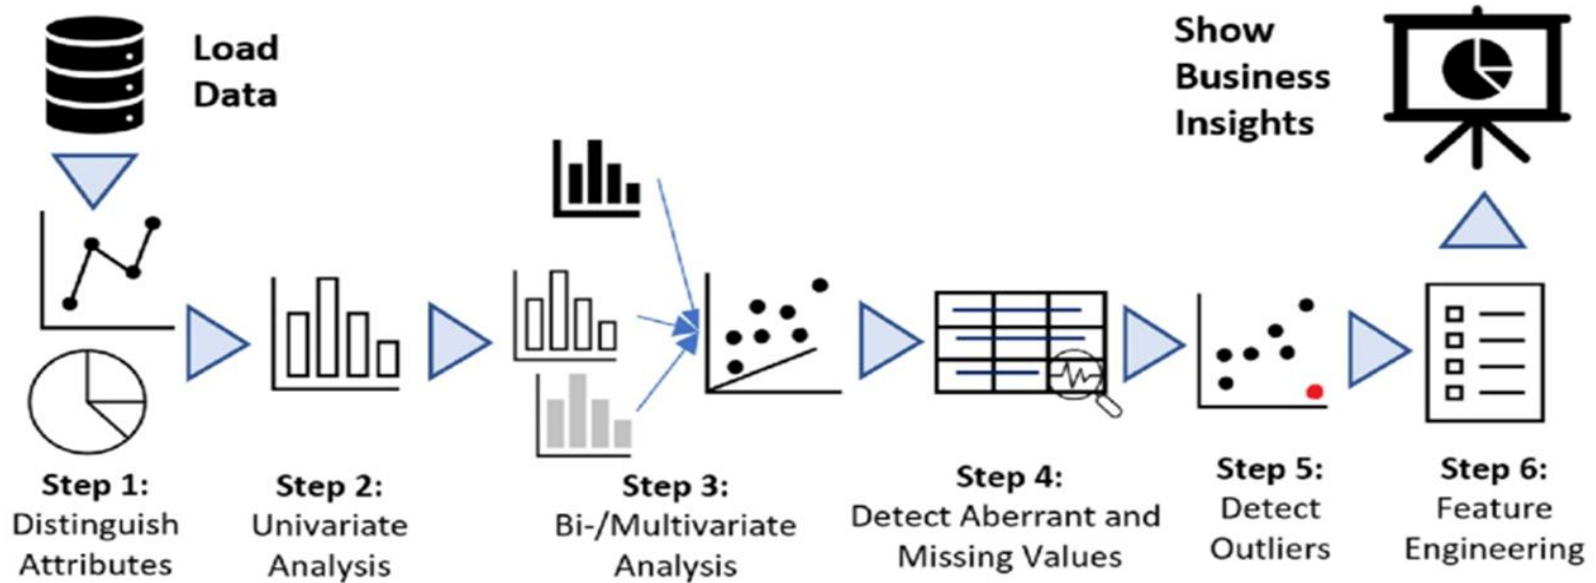 Load
Data
Show
Business
Insights
Step 1:
Distinguish
Attributes
Step 2:
Univariate
Analysis
Step 3:
Bi-/Multivariate
Analysis
Step 4:
Detect Aberrant and
Missing Values
Step 5:
Detect
Outliers
Step 6:
Feature
Engineering